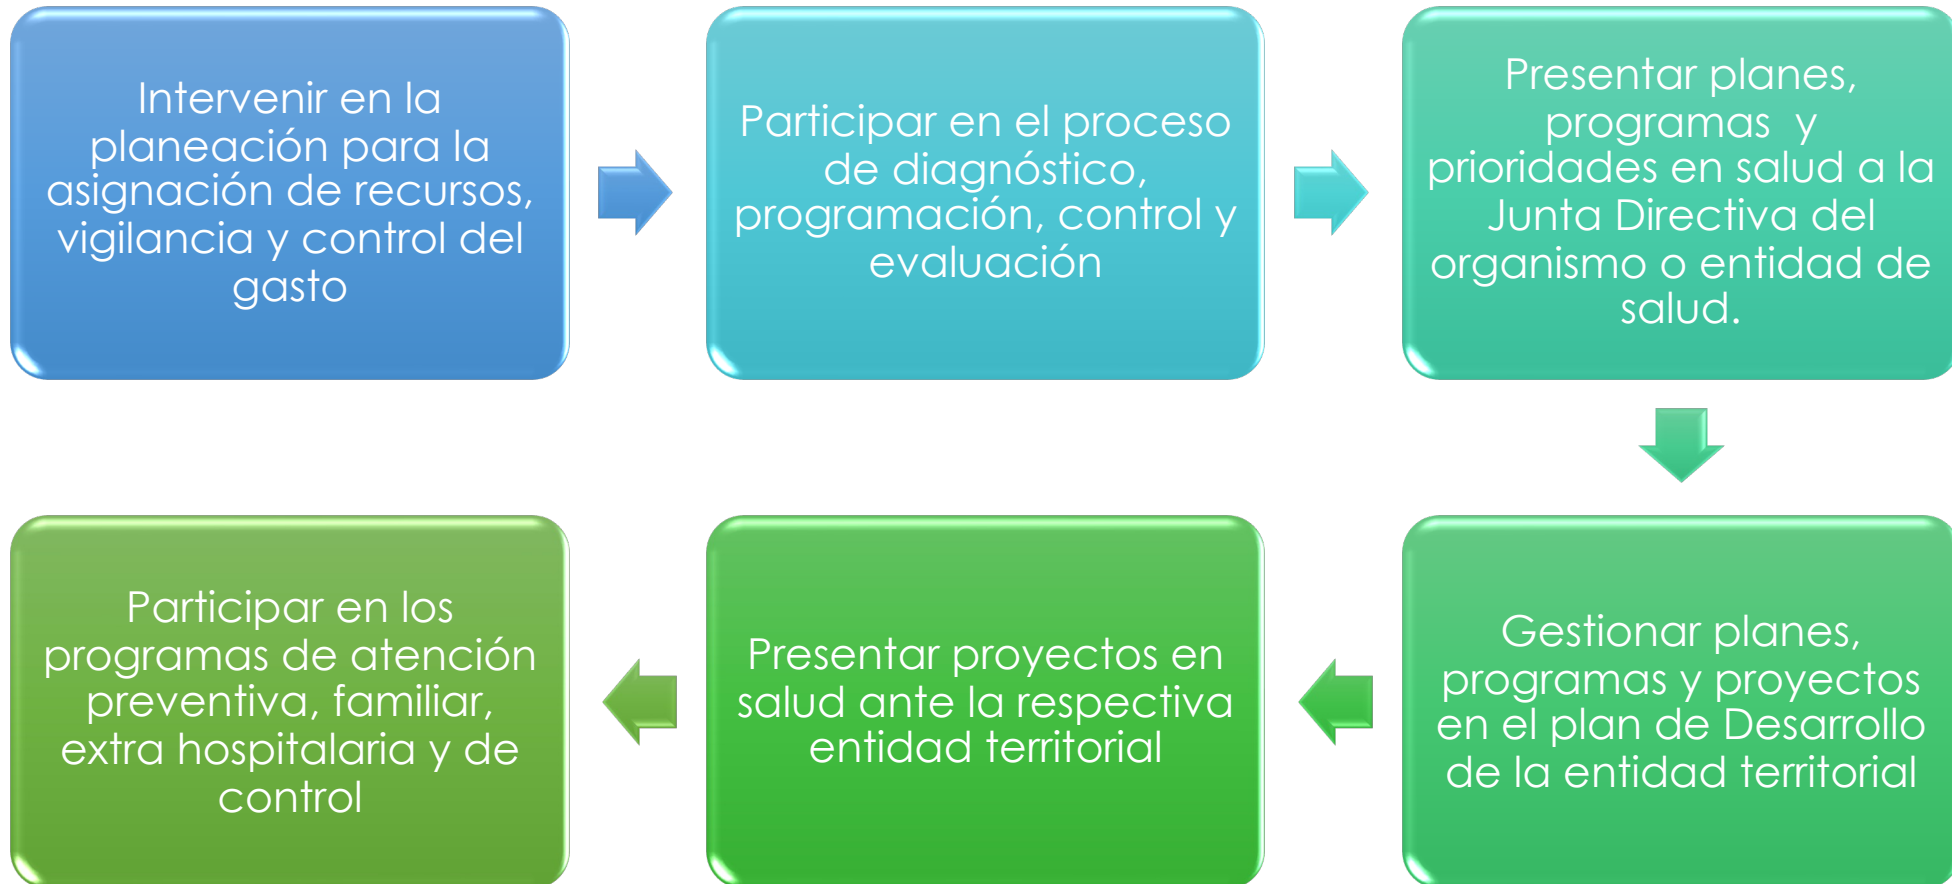 Intervenir en la
planeación para la
asignación de recursos,
vigilancia y control del
gasto
Participar en el proceso
de diagnóstico,
programación, control y
evaluación
Presentar planes,
programas  y
prioridades en salud a la
Junta Directiva del
organismo o entidad de
salud.
Gestionar planes,
programas y proyectos
en el plan de Desarrollo
de la entidad territorial
Presentar proyectos en
salud ante la respectiva
entidad territorial
Participar en los
programas de atención
preventiva, familiar,
extra hospitalaria y de
control